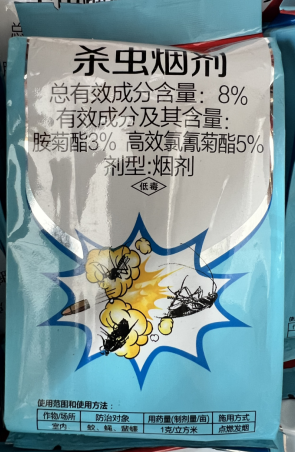 杀虫烟剂
总有效成分含量：8%
有效成分及其含量：
胺菊酯3% 高效氯氰菊酯5%
剂型:烟剂
低毒
使用范围和使用方法：
作物/场所 防治对象 用药量(制剂量/亩) 施用方式
室内 蚊、蝇、蜚蠊 1克/立方米 点燃发烟